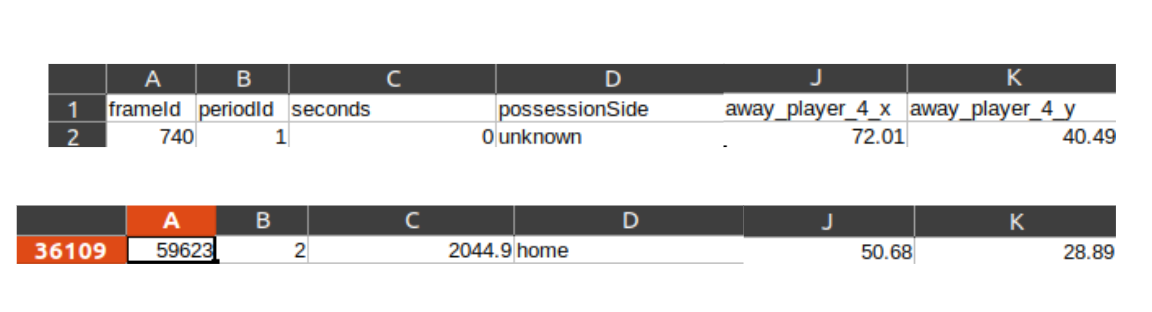 A B C D J K
1 frameId periodId seconds possessionSide away_player_4_x away_player_4_y
2 740 1 0 unknown 72.01 40.49
A B C D J K
36109 59623 2 2044.9 home 50.68 28.89